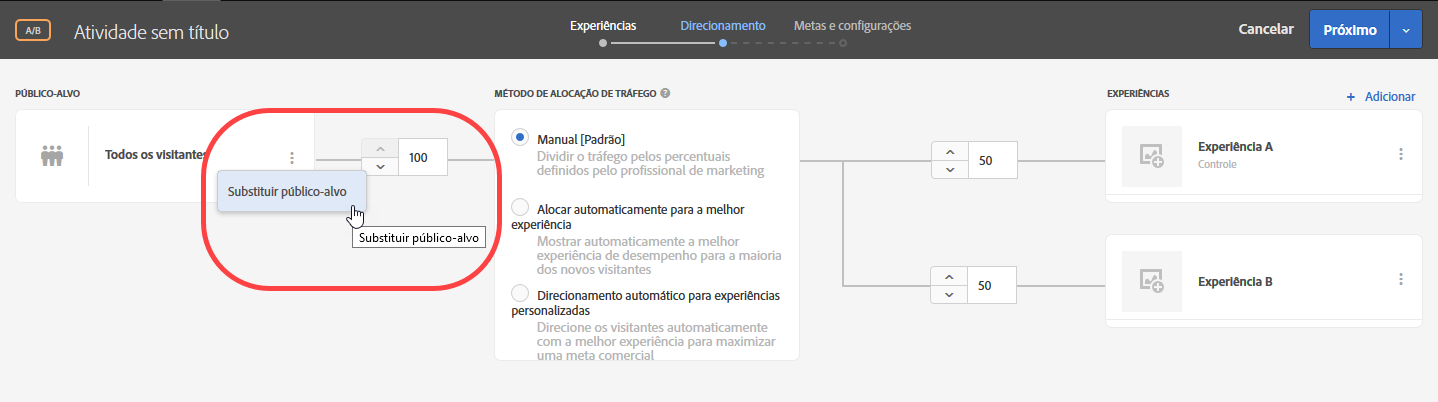 A/B
Atividade sem título
Experiências
Direcionamento
Metas e configurações
Cancelar
Próximo
PÚBLICO-ALVO
MÉTODO DE ALOCAÇÃO DE TRÁFEGO ?
EXPERIÊNCIAS
+ Adicionar
Todos os visitantes
100
Substituir público-alvo
Substituir público-alvo
Manual [Padrão]
Dividir o tráfego pelos percentuais
definidos pelo profissional de marketing
Alocar automaticamente para a melhor
experiência
Mostrar automaticamente a melhor
experiência de desempenho para a maioria
dos novos visitantes
Direcionamento automático para experiências
personalizadas
Direcione os visitantes automaticamente
com a melhor experiência para maximizar
uma meta comercial
50
Experiência A
Controle
50
Experiência B